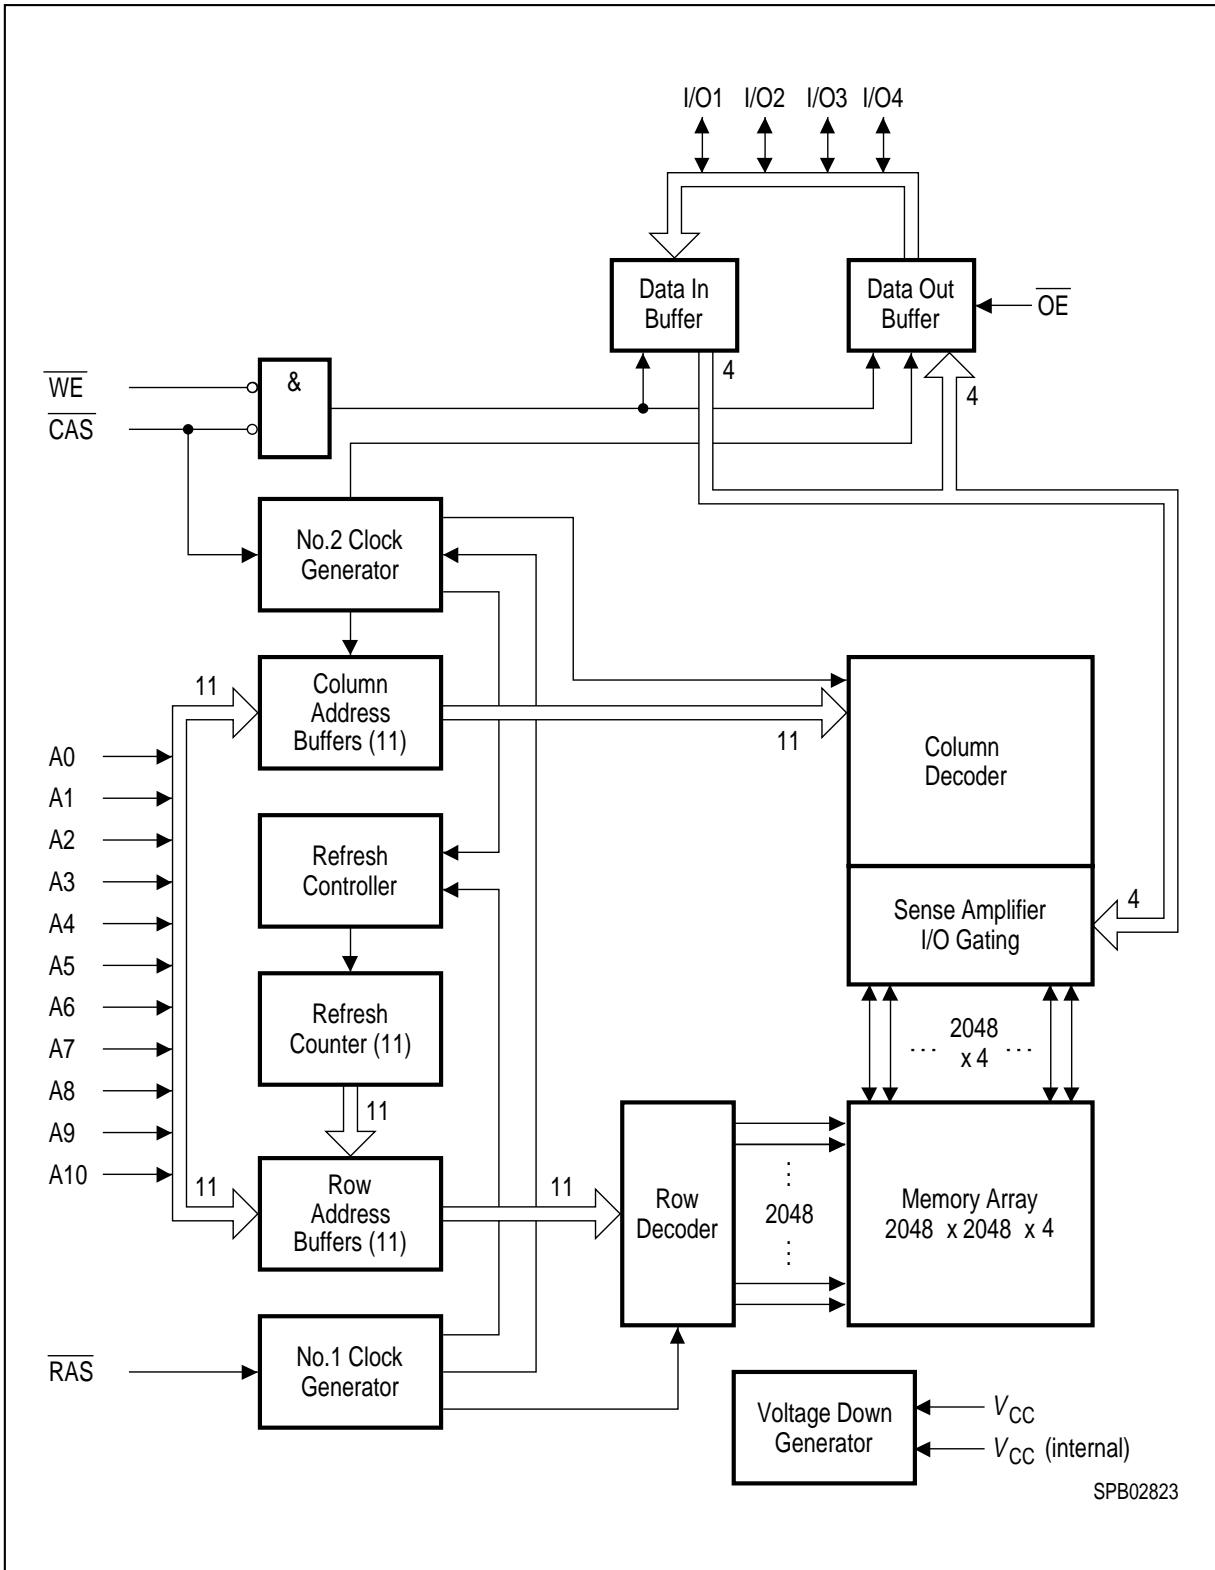 I/O1 I/O2 I/O3 I/O4
Data In
Buffer
Data Out
Buffer
OE
4
4
WE
CAS
&
No.2 Clock
Generator
11
Column
Address
Buffers (11)
11
Column
Decoder
A0
A1
A2
A3
A4
A5
A6
A7
A8
A9
A10
Refresh
Controller
Sense Amplifier
I/O Gating
4
Refresh
Counter (11)
11
2048
x 4
11
Row
Address
Buffers (11)
11
Row
Decoder
2048
Memory Array
2048 x 2048 x 4
RAS
No.1 Clock
Generator
Voltage Down
Generator
VCC
VCC (internal)
SPB02823